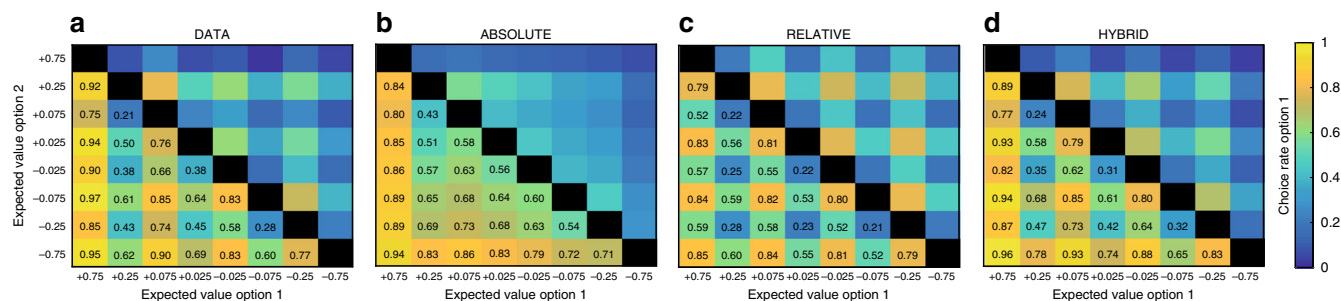 a b c d
DATA ABSOLUTE RELATIVE HYBRID
Expected value option 2
+0.75
+0.25 0.92 0.84 0.79 0.89
+0.075 0.75 0.21 0.80 0.43 0.52 0.22 0.77 0.24
+0.025 0.94 0.50 0.76 0.85 0.51 0.58 0.83 0.56 0.81 0.93 0.58 0.79
−0.025 0.90 0.38 0.66 0.38 0.86 0.57 0.63 0.56 0.57 0.25 0.55 0.22 0.82 0.35 0.62 0.31
−0.075 0.97 0.61 0.85 0.64 0.83 0.89 0.65 0.68 0.64 0.60 0.84 0.59 0.82 0.53 0.80 0.94 0.68 0.85 0.61 0.80
−0.25 0.85 0.43 0.74 0.45 0.58 0.28 0.89 0.69 0.73 0.68 0.63 0.54 0.59 0.28 0.58 0.23 0.52 0.21 0.87 0.47 0.73 0.42 0.64 0.32
−0.75 0.95 0.62 0.90 0.69 0.83 0.60 0.77 0.94 0.83 0.86 0.83 0.79 0.72 0.71 0.85 0.60 0.84 0.55 0.81 0.52 0.79 0.96 0.78 0.93 0.74 0.88 0.65 0.83
+0.75 +0.25 +0.075 +0.025 −0.025 −0.075 −0.25 −0.75 +0.75 +0.25 +0.075 +0.025 −0.025 −0.075 −0.25 −0.75 +0.75 +0.25 +0.075 +0.025 −0.025 −0.075 −0.25 −0.75 +0.75 +0.25 +0.075 +0.025 −0.025 −0.075 −0.25 −0.75
Expected value option 1 Expected value option 1 Expected value option 1 Expected value option 1
Choice rate option 1
1
0.8
0.6
0.4
0.2
0